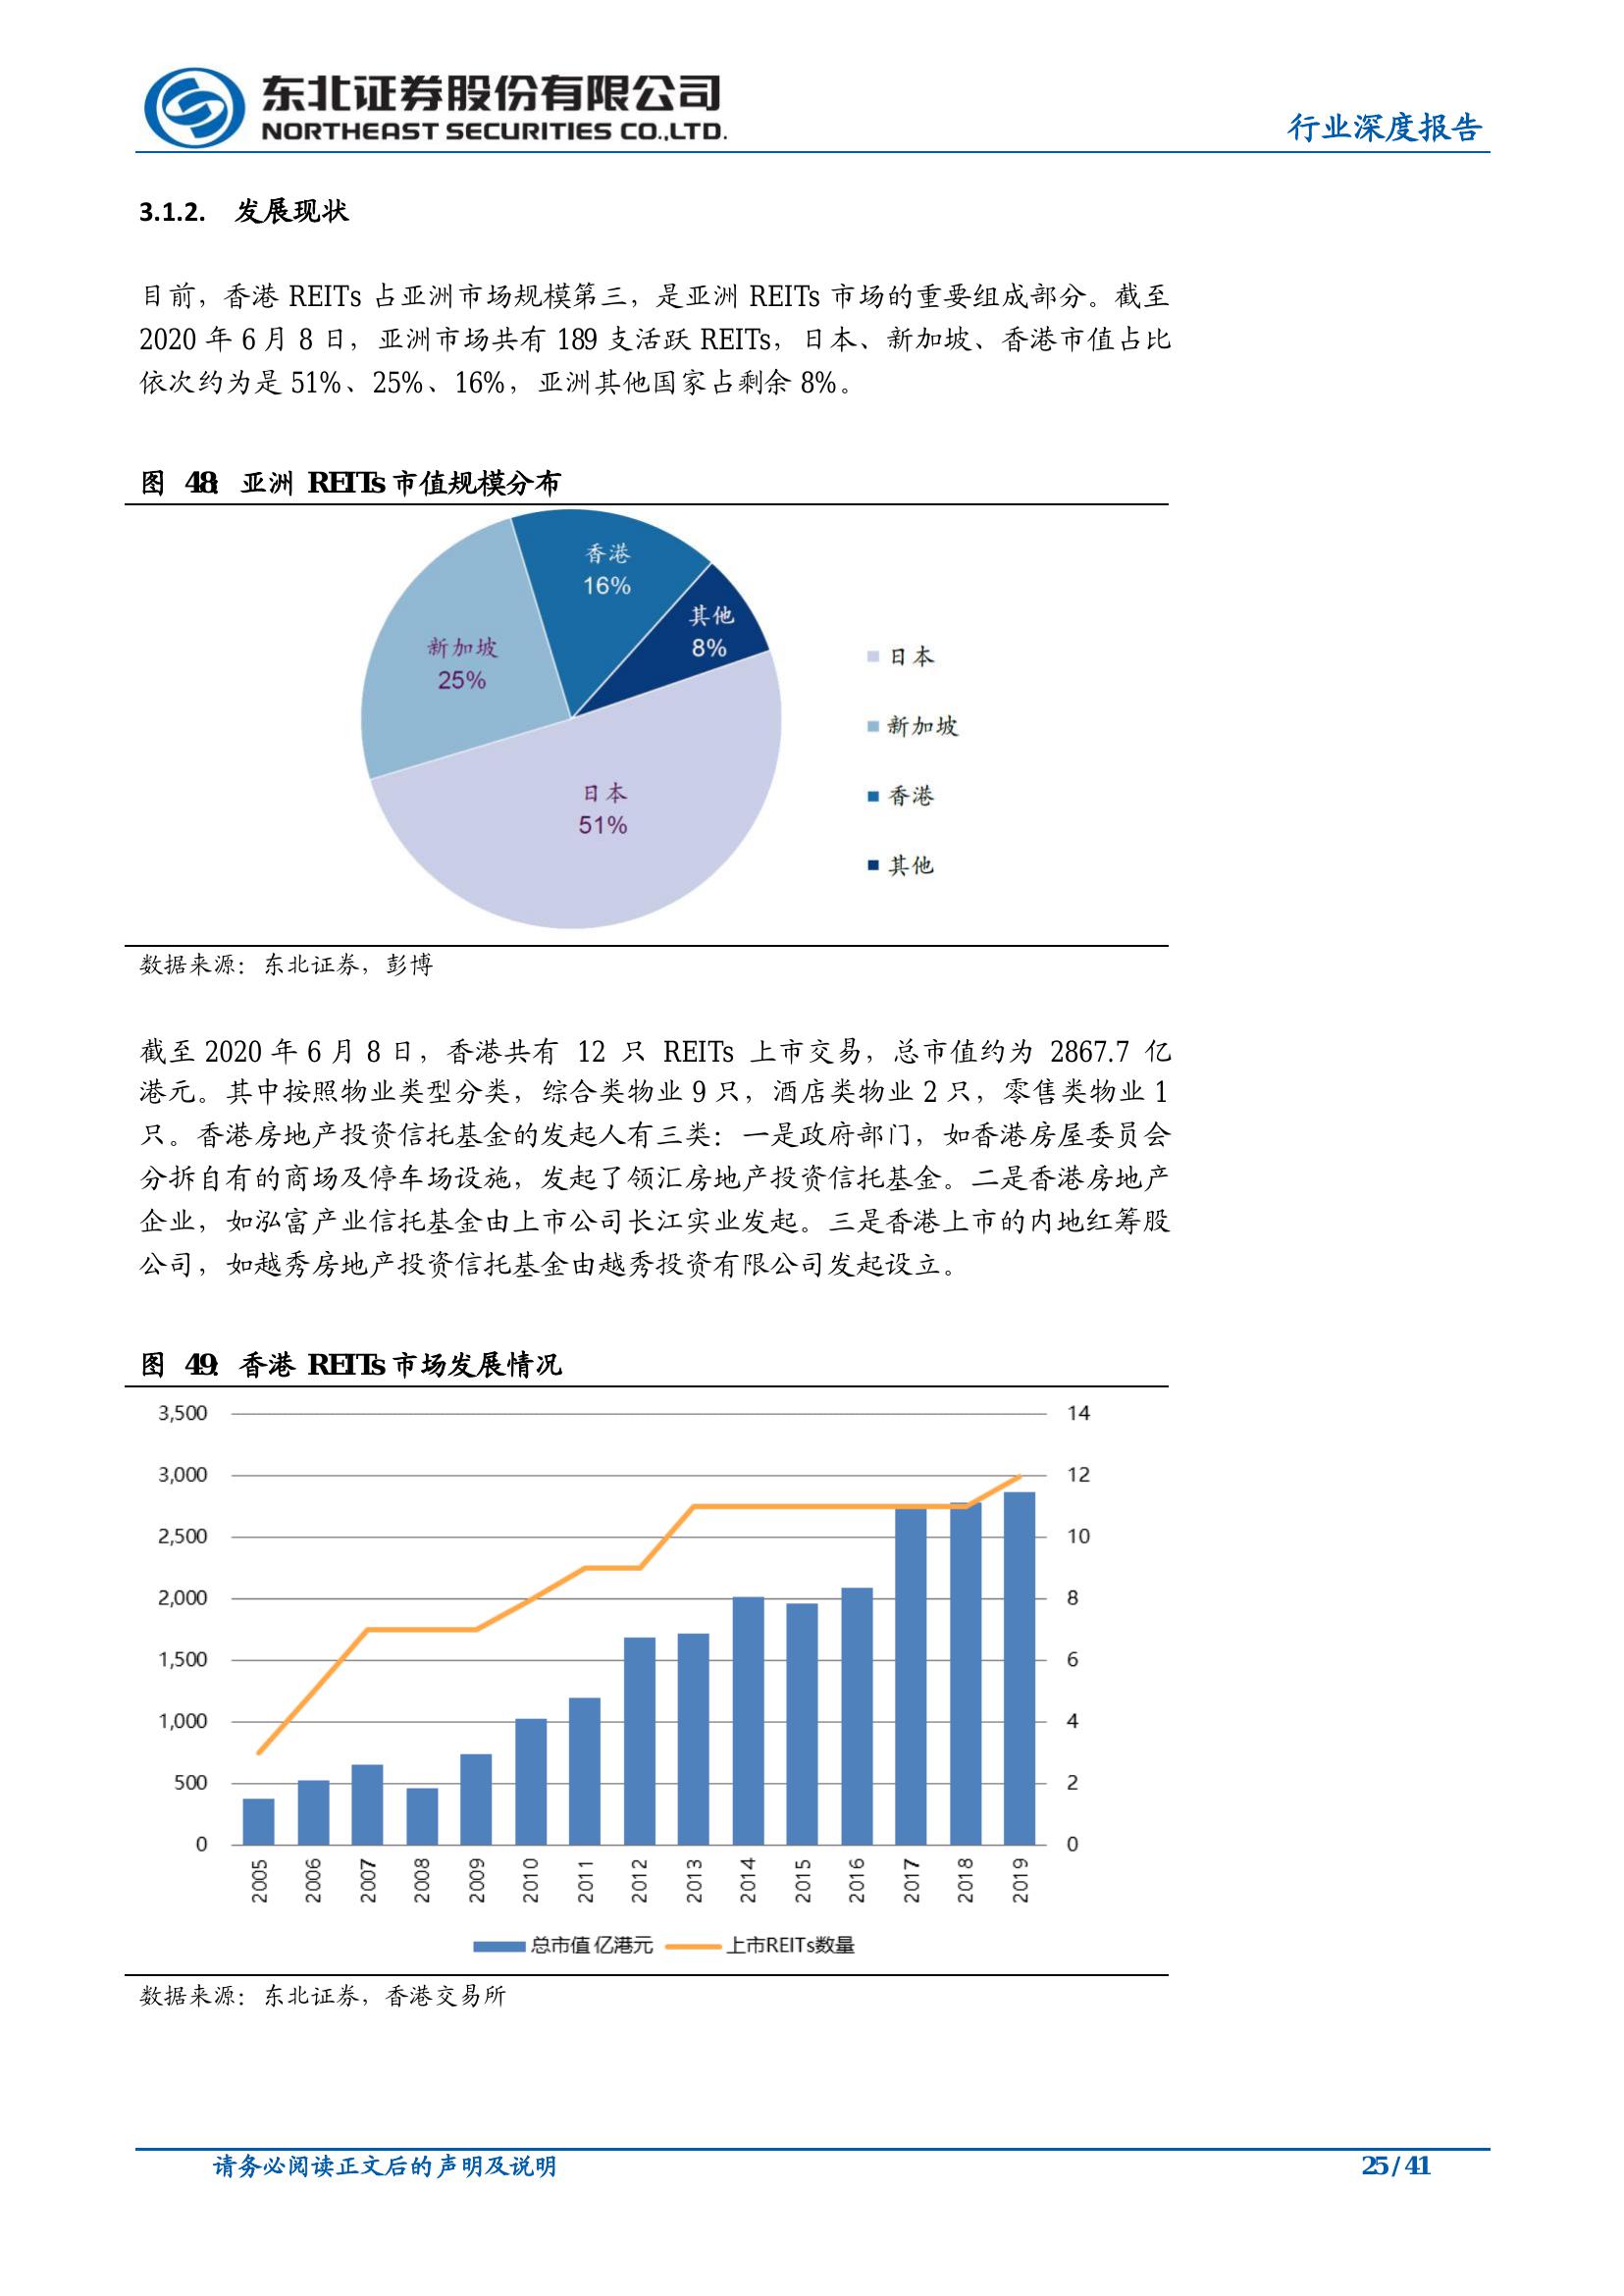 东北证券股份有限公司
NORTHEAST SECURITIES CO.,LTD.
行业深度报告
3.1.2. 发展现状
目前，香港 REITs 占亚洲市场规模第三，是亚洲 REITs 市场的重要组成部分。截至
2020 年 6 月 8 日，亚洲市场共有 189 支活跃 REITs，日本、新加坡、香港市值占比
依次约为是 51%、25%、16%，亚洲其他国家占剩余 8%。
图 48: 亚洲 REITs 市值规模分布
香港
16%
其他
8%
新加坡
25%
日本
51%
日本
新加坡
香港
其他
数据来源：东北证券，彭博
截至 2020 年 6 月 8 日，香港共有 12 只 REITs 上市交易，总市值约为 2867.7 亿
港元。其中按照物业类型分类，综合类物业 9 只，酒店类物业 2 只，零售类物业 1
只。香港房地产投资信托基金的发起人有三类：一是政府部门，如香港房屋委员会
分拆自有的商场及停车场设施，发起了领汇房地产投资信托基金。二是香港房地产
企业，如泓富产业信托基金由上市公司长江实业发起。三是香港上市的内地红筹股
公司，如越秀房地产投资信托基金由越秀投资有限公司发起设立。
图 49: 香港 REITs 市场发展情况
3,500 14
3,000 12
2,500 10
2,000 8
1,500 6
1,000 4
500 2
0 0
2005 2006 2007 2008 2009 2010 2011 2012 2013 2014 2015 2016 2017 2018 2019
总市值 亿港元 上市REITs数量
数据来源：东北证券，香港交易所
请务必阅读正文后的声明及说明
25 / 41